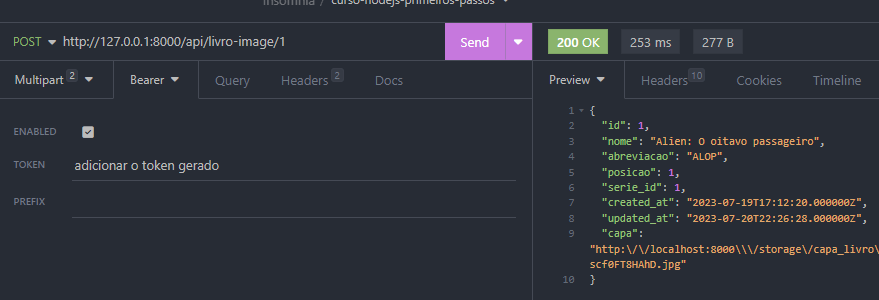 insomnia / curso-nodejs-primeiros-passos
POST http://127.0.0.1:8000/api/livro-image/1 Send 200 OK 253 ms 277 B
Multipart 2 Bearer Query Headers 2 Docs Preview Headers 10 Cookies Timeline
ENABLED
TOKEN adicionar o token gerado
PREFIX
1 {
2 "id": 1,
3 "nome": "Alien: O oitavo passageiro",
4 "abreviacao": "ALOP",
5 "posicao": 1,
6 "serie_id": 1,
7 "created_at": "2023-07-19T17:12:20.000000Z",
8 "updated_at": "2023-07-20T22:26:28.000000Z",
9 "capa":
"http:\/\/localhost:8000\\\/storage\/capa_livro\
scf0FT8HAhD.jpg"
10 }